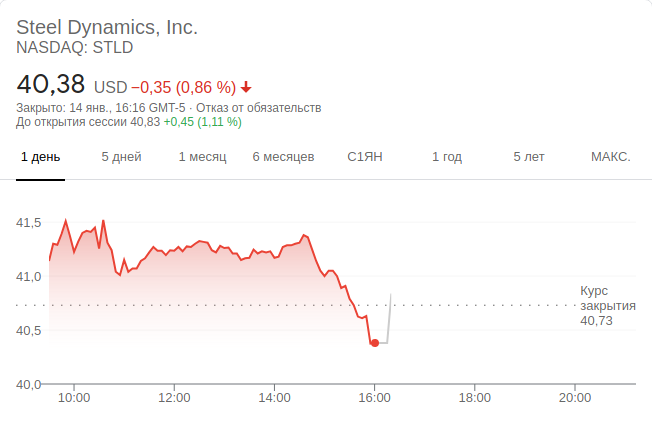 Steel Dynamics, Inc.
NASDAQ: STLD
40,38 USD −0,35 (0,86 %)
Закрыто: 14 янв., 16:16 GMT-5 · Отказ от обязательств
До открытия сессии 40,83 +0,45 (1,11 %)
1 день 5 дней 1 месяц 6 месяцев С1ЯН 1 год 5 лет МАКС.
41,5
41,0
Курс
закрытия
40,73
40,5
40,0
10:00 12:00 14:00 16:00 18:00 20:00